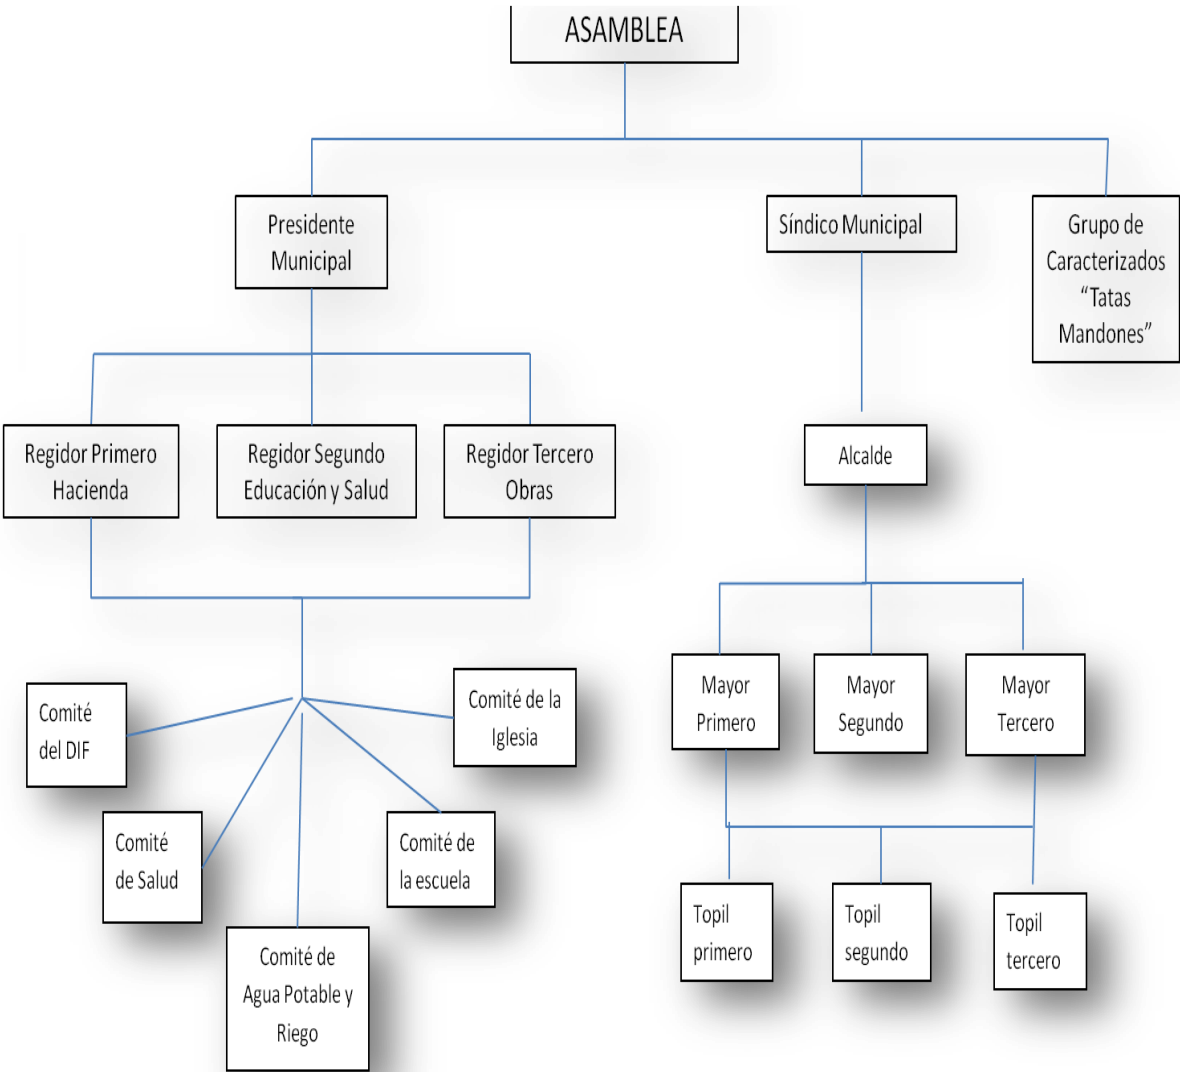 ASAMBLEA
Presidente
Municipal
Síndico Municipal
Grupo de
Caracterizados
“Tatas
Mandones”
Regidor Primero
Hacienda
Regidor Segundo
Educación y Salud
Regidor Tercero
Obras
Alcalde
Comité
del DIF
Comité de la
Iglesia
Mayor
Primero
Mayor
Segundo
Mayor
Tercero
Comité
de Salud
Comité de
la escuela
Comité de
Agua Potable y
Riego
Topil
primero
Topil
segundo
Topil
tercero